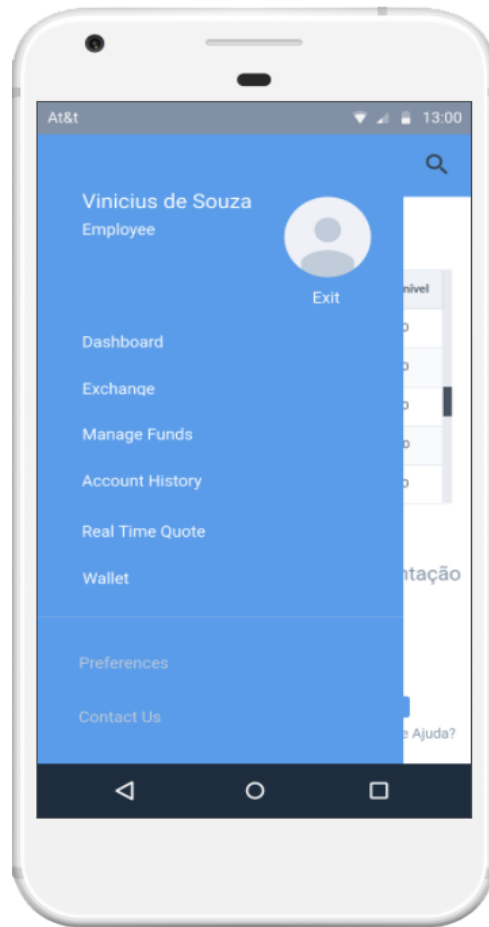 At&t 13:00
Vinicius de Souza
Employee
Exit
nivel
Dashboard
Exchange
Manage Funds
Account History
Real Time Quote
Wallet
ntação
Preferences
Contact Us
e Ajuda?